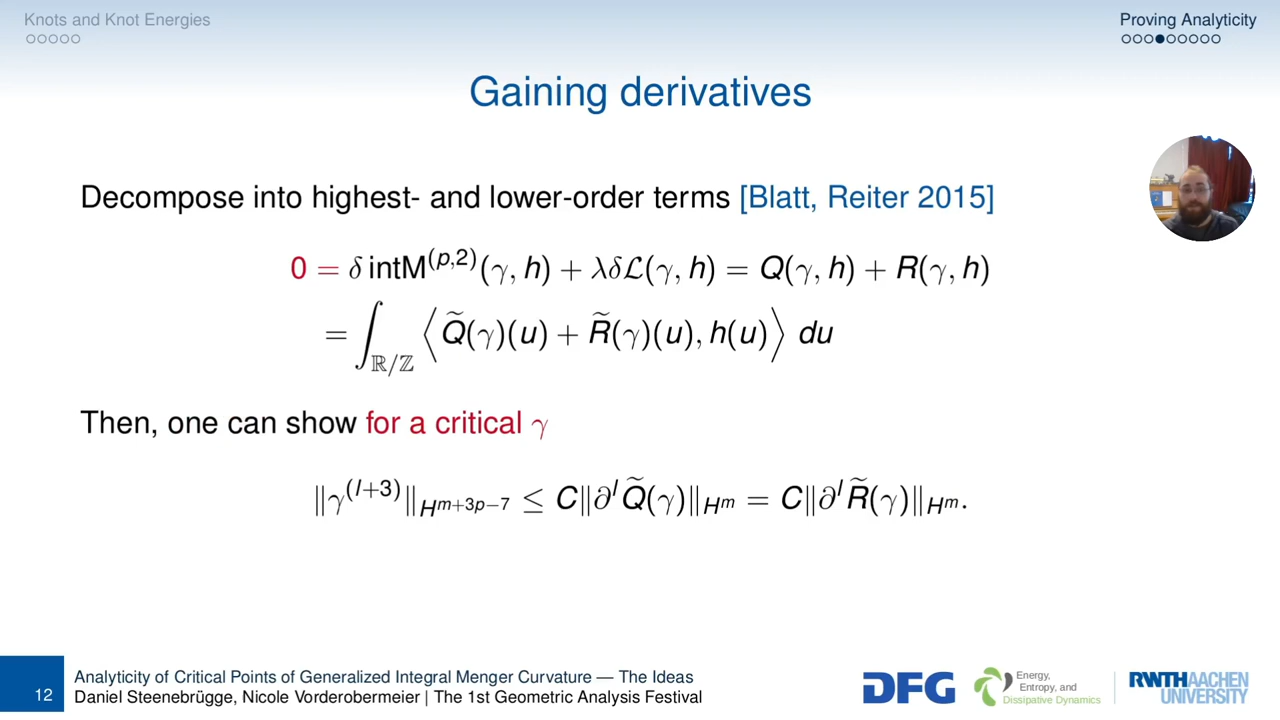 Knots and Knot Energies
Proving Analyticity
Gaining derivatives
Decompose into highest- and lower-order terms [Blatt, Reiter 2015]
0 = δ intM^{(p,2)}(γ, h) + λδℒ(γ, h) = Q(γ, h) + R(γ, h)
= ∫_{ℝ/ℤ} ⟨Q̃(γ)(u) + R̃(γ)(u), h(u)⟩ du
Then, one can show for a critical γ
‖γ^{(l+3)}‖_{H^{m+3p−7}} ≤ C‖∂^l Q̃(γ)‖_{H^m} = C‖∂^l R̃(γ)‖_{H^m}.
12
Analyticity of Critical Points of Generalized Integral Menger Curvature — The Ideas
Daniel Steenebrügge, Nicole Vorderobermeier | The 1st Geometric Analysis Festival
DFG
Energy,
Entropy, and
Dissipative Dynamics
RWTHAACHEN
UNIVERSITY